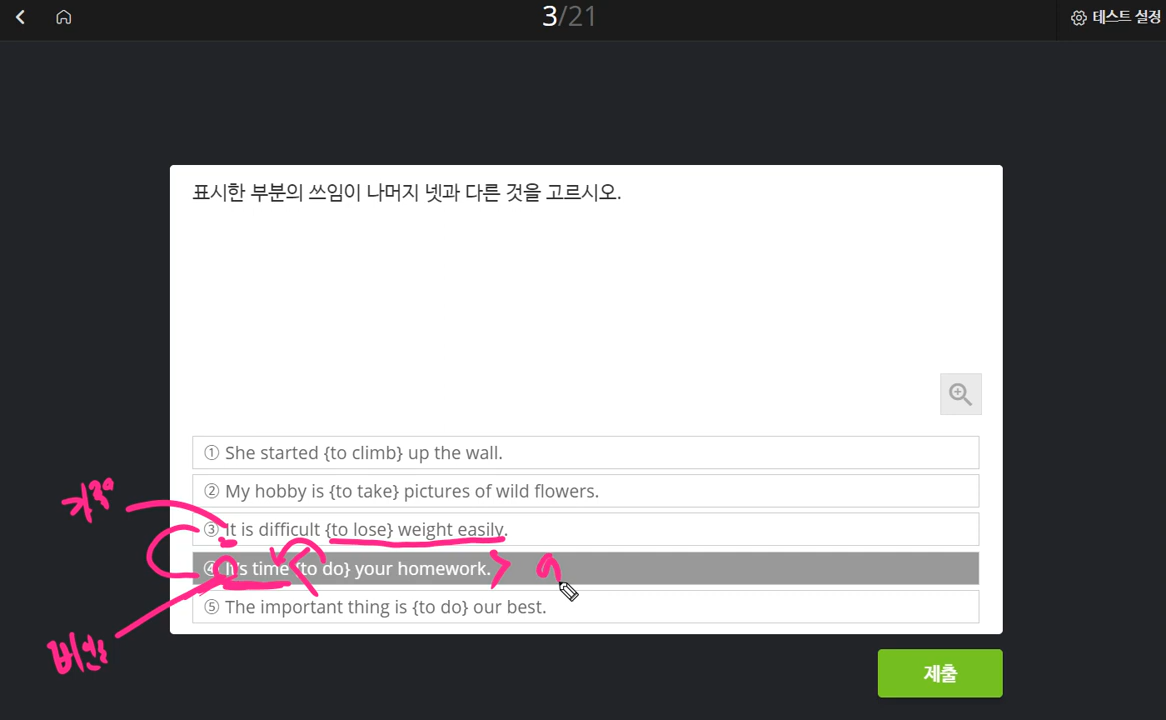 3/21
테스트 설정
표시한 부분의 쓰임이 나머지 넷과 다른 것을 고르시오.
① She started {to climb} up the wall.
② My hobby is {to take} pictures of wild flowers.
③ It is difficult {to lose} weight easily.
④ It's time {to do} your homework.
⑤ The important thing is {to do} our best.
제출